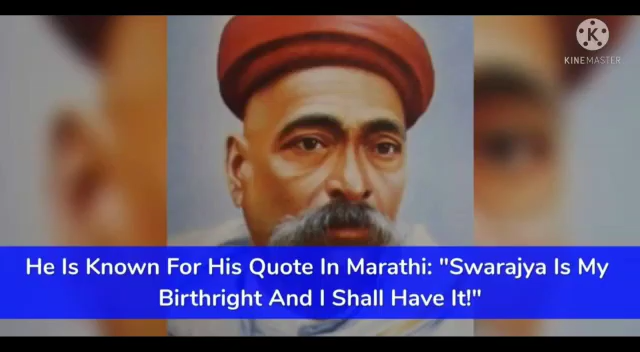 K
KINEMASTER
He Is Known For His Quote In Marathi: "Swarajya Is My
Birthright And I Shall Have It!"